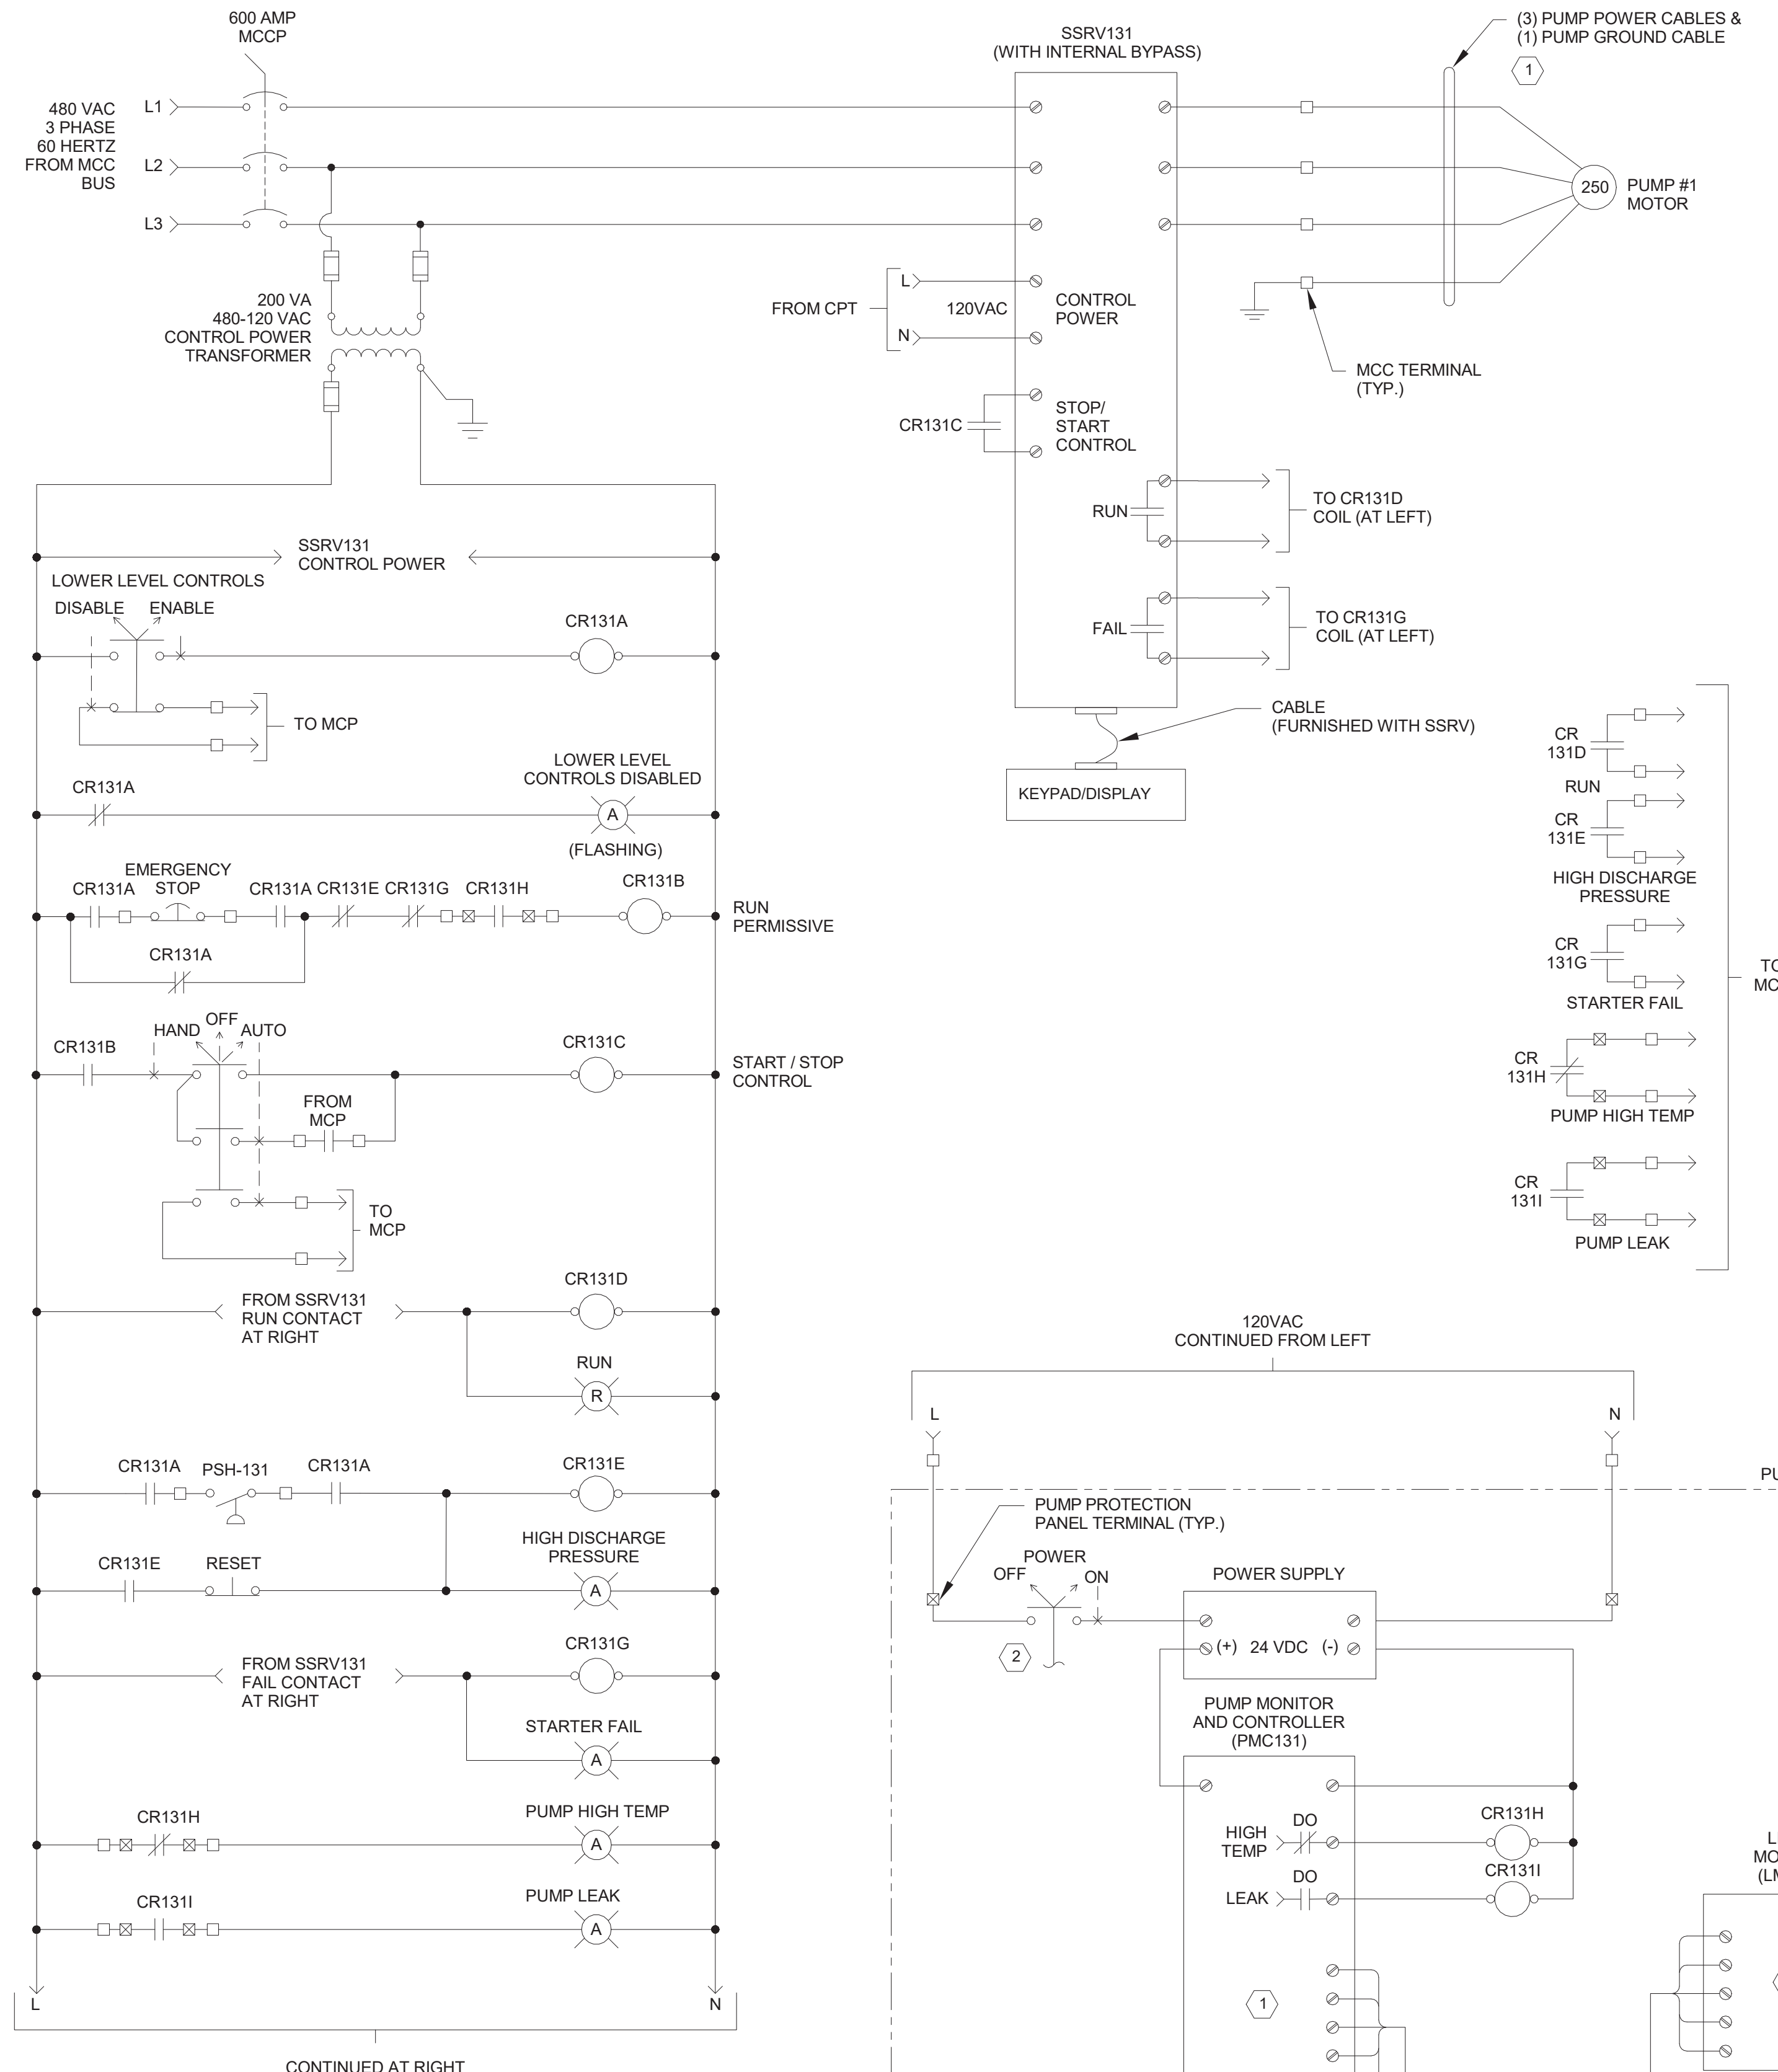 600 AMP
MCCP
480 VAC
3 PHASE
60 HERTZ
FROM MCC
BUS
L1
L2
L3
200 VA
480-120 VAC
CONTROL POWER
TRANSFORMER
SSRV131
(WITH INTERNAL BYPASS)
(3) PUMP POWER CABLES &
(1) PUMP GROUND CABLE
1
250
PUMP #1
MOTOR
FROM CPT
L
N
120VAC
CONTROL
POWER
MCC TERMINAL
(TYP.)
CR131C
STOP/
START
CONTROL
RUN
TO CR131D
COIL (AT LEFT)
FAIL
TO CR131G
COIL (AT LEFT)
CABLE
(FURNISHED WITH SSRV)
KEYPAD/DISPLAY
SSRV131
CONTROL POWER
LOWER LEVEL CONTROLS
DISABLE ENABLE
CR131A
TO MCP
LOWER LEVEL
CONTROLS DISABLED
CR131A
A
(FLASHING)
EMERGENCY
STOP
CR131A CR131A CR131E CR131G CR131H CR131B
RUN
PERMISSIVE
CR131A
HAND OFF AUTO
CR131B
CR131C
START / STOP
CONTROL
FROM
MCP
TO
MCP
FROM SSRV131
RUN CONTACT
AT RIGHT
CR131D
RUN
R
CR131A PSH-131 CR131A
CR131E
HIGH DISCHARGE
PRESSURE
CR131E RESET
A
FROM SSRV131
FAIL CONTACT
AT RIGHT
CR131G
STARTER FAIL
A
CR131H
PUMP HIGH TEMP
A
CR131I
PUMP LEAK
A
L
N
CONTINUED AT RIGHT
CR
131D
RUN
CR
131E
HIGH DISCHARGE
PRESSURE
CR
131G
STARTER FAIL
CR
131H
PUMP HIGH TEMP
CR
131I
PUMP LEAK
120VAC
CONTINUED FROM LEFT
L
N
PUMP PROTECTION
PANEL TERMINAL (TYP.)
POWER
OFF ON
2
POWER SUPPLY
(+) 24 VDC (-)
PUMP MONITOR
AND CONTROLLER
(PMC131)
HIGH
TEMP
DO
CR131H
LEAK
DO
CR131I
1